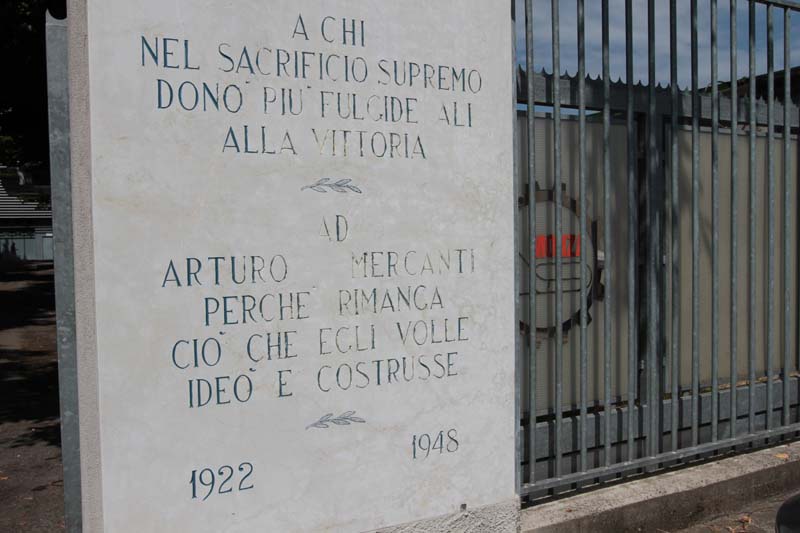 A CHI
NEL SACRIFICIO SUPREMO
DONO' PIU' FULGIDE ALI
ALLA VITTORIA
AD
ARTURO MERCANTI
PERCHE' RIMANGA
CIO' CHE EGLI VOLLE
IDEO' E COSTRUSSE
1922 1948